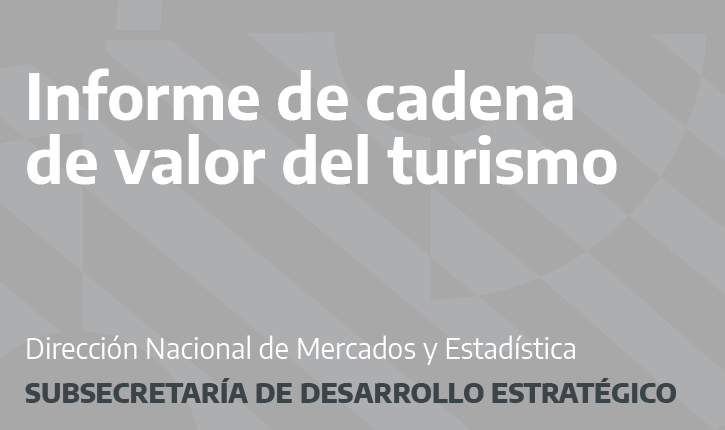 Informe de cadena
de valor del turismo
Dirección Nacional de Mercados y Estadística
SUBSECRETARÍA DE DESARROLLO ESTRATÉGICO